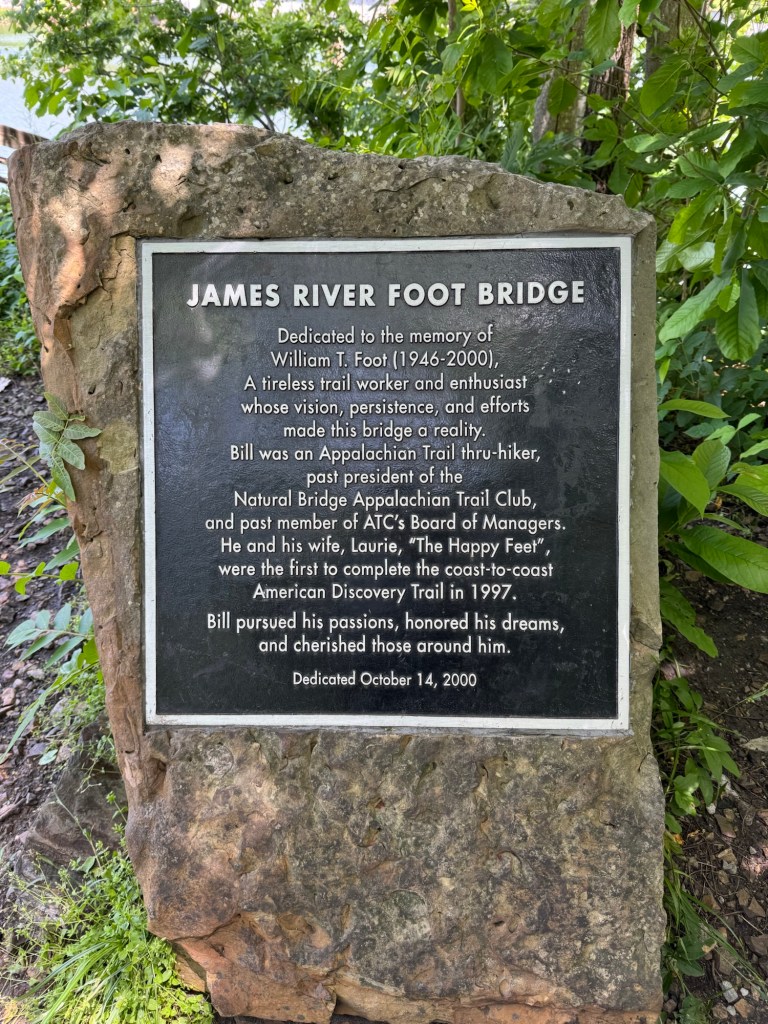 JAMES RIVER FOOT BRIDGE
Dedicated to the memory of
William T. Foot (1946-2000),
A tireless trail worker and enthusiast
whose vision, persistence, and efforts
made this bridge a reality.
Bill was an Appalachian Trail thru-hiker,
past president of the
Natural Bridge Appalachian Trail Club,
and past member of ATC's Board of Managers.
He and his wife, Laurie, "The Happy Feet",
were the first to complete the coast-to-coast
American Discovery Trail in 1997.
Bill pursued his passions, honored his dreams,
and cherished those around him.
Dedicated October 14, 2000